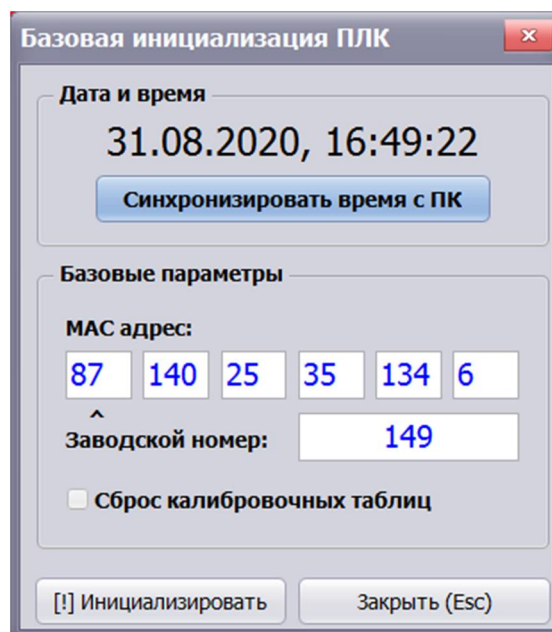 Базовая инициализация ПЛК
Дата и время
31.08.2020, 16:49:22
Синхронизировать время с ПК
Базовые параметры
MAC адрес:
87 140 25 35 134 6
^
Заводской номер: 149
Сброс калибровочных таблиц
[!] Инициализировать Закрыть (Esc)